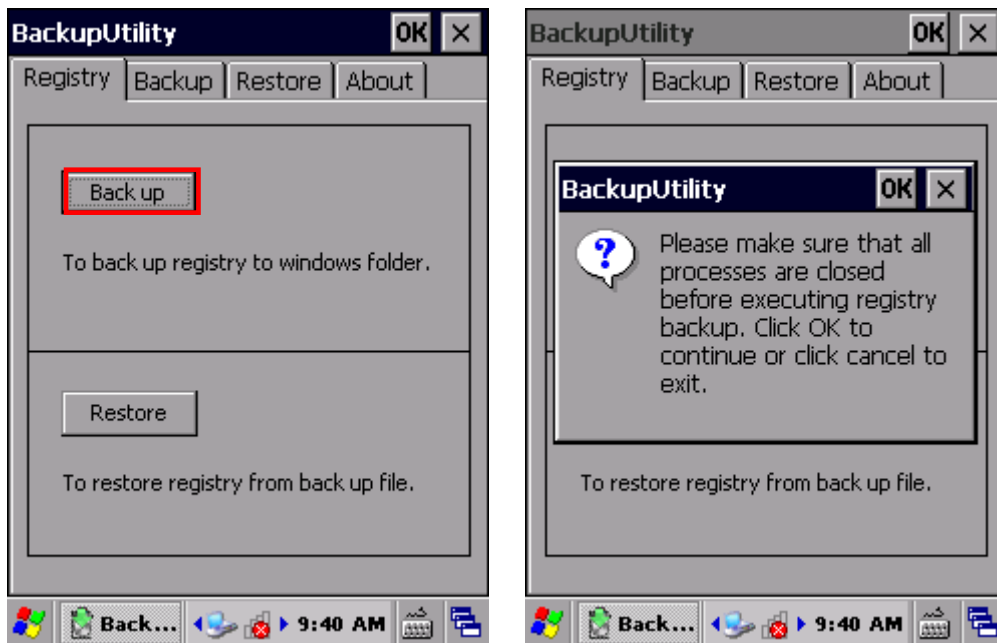 BackupUtility OK ×
Registry Backup Restore About
Back up
To back up registry to windows folder.
Restore
To restore registry from back up file.
Back... 9:40 AM
BackupUtility OK ×
Registry Backup Restore About
BackupUtility OK ×
Please make sure that all
processes are closed
before executing registry
backup. Click OK to
continue or click cancel to
exit.
To restore registry from back up file.
Back... 9:40 AM